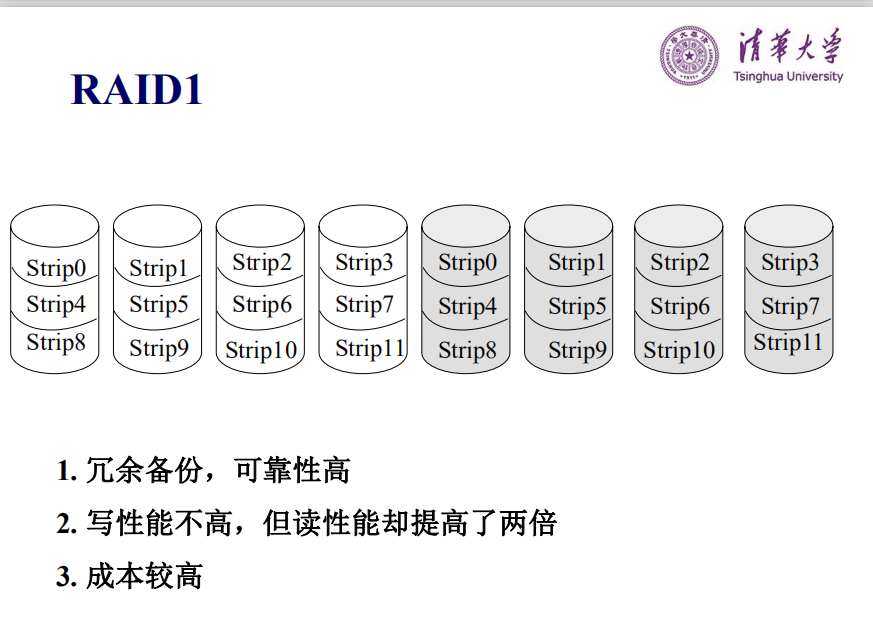 清华大学
Tsinghua University
RAID1
Strip0 Strip1 Strip2 Strip3 Strip0 Strip1 Strip2 Strip3
Strip4 Strip5 Strip6 Strip7 Strip4 Strip5 Strip6 Strip7
Strip8 Strip9 Strip10 Strip11 Strip8 Strip9 Strip10 Strip11
1. 冗余备份，可靠性高
2. 写性能不高，但读性能却提高了两倍
3. 成本较高